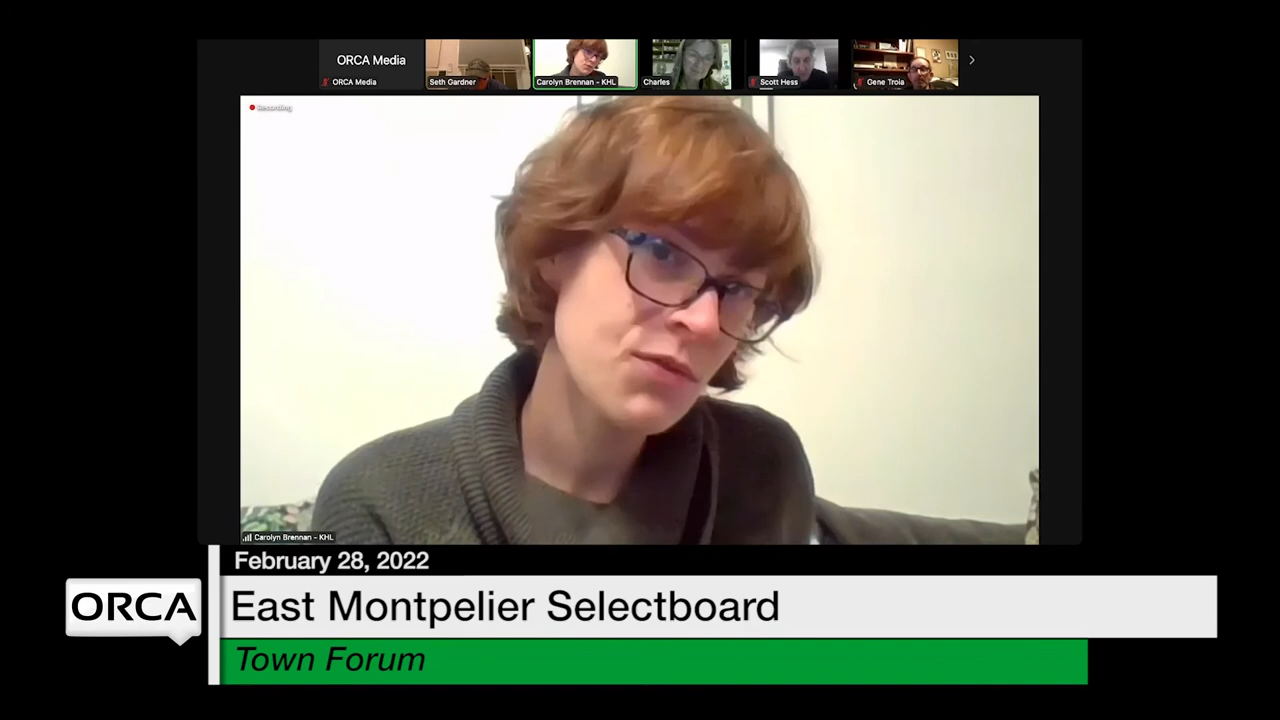 ORCA Media
ORCA Media
Seth Gardner
Carolyn Brennan - KHL
Charles
Scott Hess
Gene Troia
Recording
Carolyn Brennan - KHL
February 28, 2022
ORCA
East Montpelier Selectboard
Town Forum